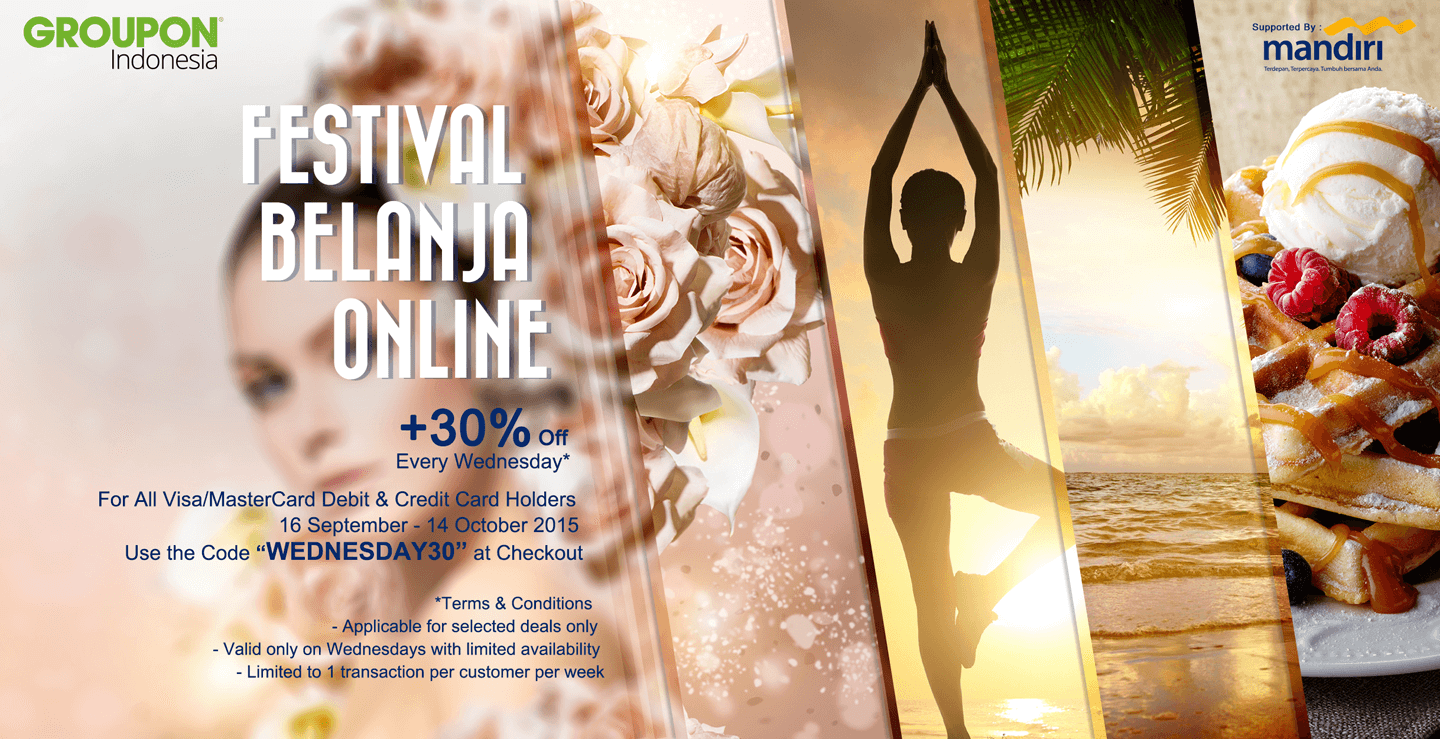 GROUPON
Indonesia
Supported By :
mandiri
Terdepan, Terpercaya. Tumbuh bersama Anda.
FESTIVAL
BELANJA
ONLINE
+30% Off
Every Wednesday*
For All Visa/MasterCard Debit & Credit Card Holders
16 September - 14 October 2015
Use the Code “WEDNESDAY30” at Checkout
*Terms & Conditions
- Applicable for selected deals only
- Valid only on Wednesdays with limited availability
- Limited to 1 transaction per customer per week